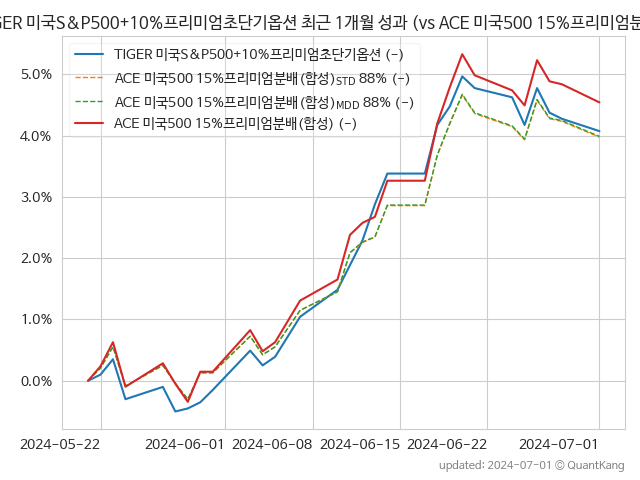 GER 미국S&P500+10%프리미엄초단기옵션 최근 1개월 성과 (vs ACE 미국500 15%프리미엄분
TIGER 미국S&P500+10%프리미엄초단기옵션 (-)
ACE 미국500 15%프리미엄분배(합성)STD 88% (-)
ACE 미국500 15%프리미엄분배(합성)MDD 88% (-)
ACE 미국500 15%프리미엄분배(합성) (-)
5.0%
4.0%
3.0%
2.0%
1.0%
0.0%
2024-05-22 2024-06-01 2024-06-08 2024-06-15 2024-06-22 2024-07-01
updated: 2024-07-01 © QuantKang